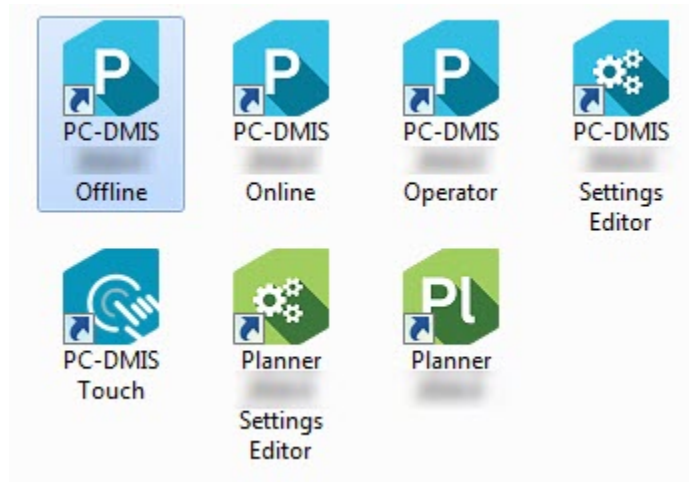 P
P
P
PC-DMIS
Offline
PC-DMIS
Online
PC-DMIS
Operator
PC-DMIS
Settings
Editor
Pl
PC-DMIS
Touch
Planner
Settings
Editor
Planner